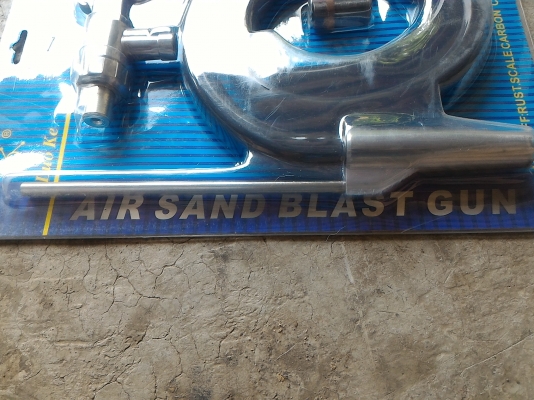 AIR SAND BLAST GUN
RUST,SCALE,CARBON